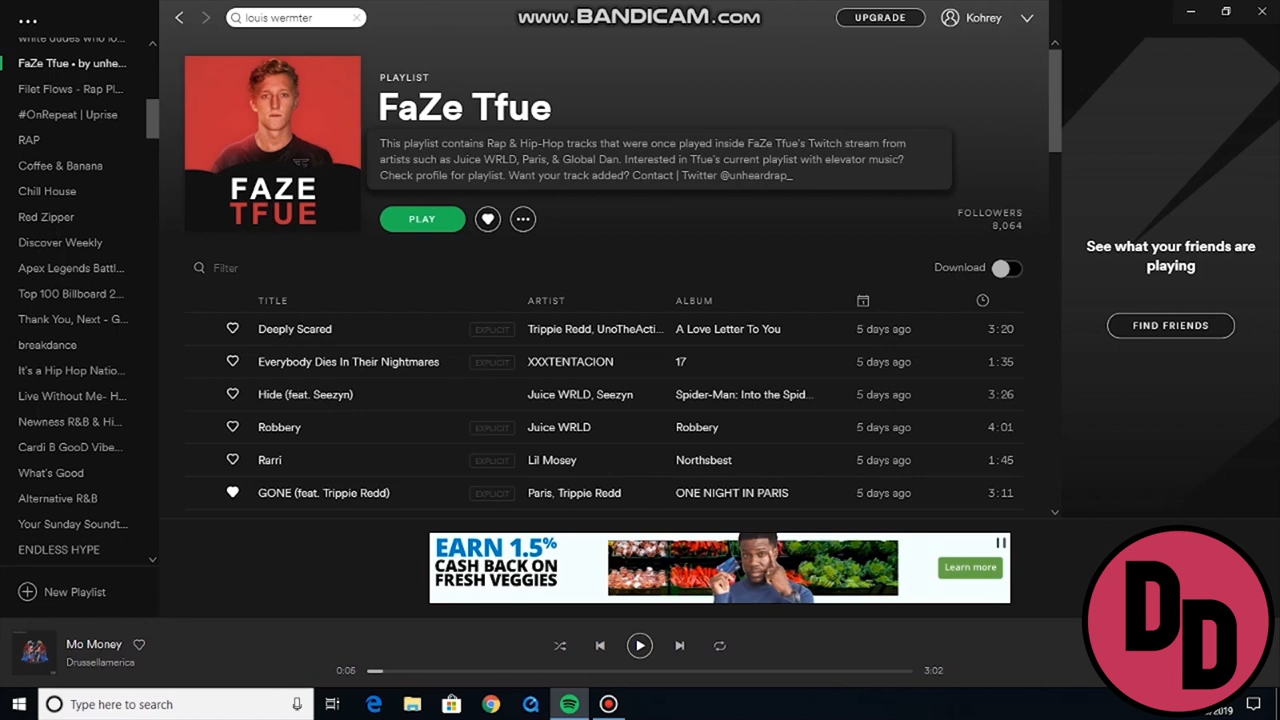 louis wermter
www.BANDICAM.com
UPGRADE
Kohrey
FaZe Tfue • by unhe...
Filet Flows - Rap Pl...
#OnRepeat | Uprise
RAP
Coffee & Banana
Chill House
Red Zipper
Discover Weekly
Apex Legends Battl...
Top 100 Billboard 2...
Thank You, Next - G...
breakdance
It's a Hip Hop Natio...
Live Without Me- H...
Newness R&B & Hi...
Cardi B GooD Vibe...
What's Good
Alternative R&B
Your Sunday Soundt...
ENDLESS HYPE
New Playlist
FAZE
TFUE
PLAYLIST
FaZe Tfue
This playlist contains Rap & Hip-Hop tracks that were once played inside FaZe Tfue's Twitch stream from
artists such as Juice WRLD, Paris, & Global Dan. Interested in Tfue's current playlist with elevator music?
Check profile for playlist. Want your track added? Contact | Twitter @unheardrap_
PLAY
FOLLOWERS
8,064
Filter
Download
TITLE ARTIST ALBUM
Deeply Scared EXPLICIT Trippie Redd, UnoTheActi... A Love Letter To You 5 days ago 3:20
Everybody Dies In Their Nightmares EXPLICIT XXXTENTACION 17 5 days ago 1:35
Hide (feat. Seezyn) Juice WRLD, Seezyn Spider-Man: Into the Spid... 5 days ago 3:26
Robbery EXPLICIT Juice WRLD Robbery 5 days ago 4:01
Rarri EXPLICIT Lil Mosey Northsbest 5 days ago 1:45
GONE (feat. Trippie Redd) EXPLICIT Paris, Trippie Redd ONE NIGHT IN PARIS 5 days ago 3:11
See what your friends are
playing
FIND FRIENDS
EARN 1.5%
CASH BACK ON
FRESH VEGGIES
Learn more
Mo Money
Drussellamerica
0:05
3:02
DD
Type here to search
/2019